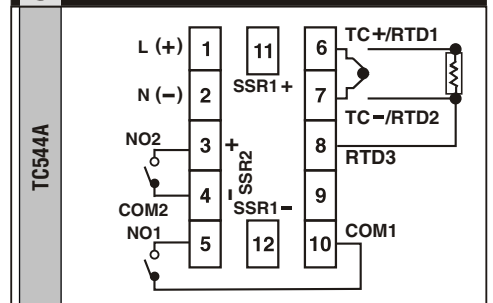 TC544A
L (+) 1 11 6 TC+/RTD1
SSR1+
N (−) 2 7 TC−/RTD2
NO2 3 + 8 RTD3
SSR2
COM2 4 - 9
SSR1−
NO1 5 12 10 COM1